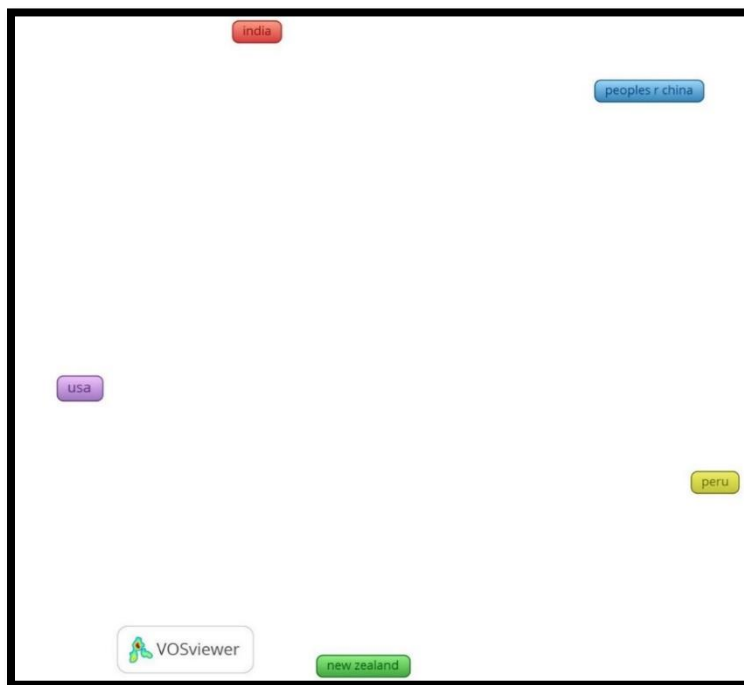 india
peoples r china
usa
peru
VOSviewer
new zealand